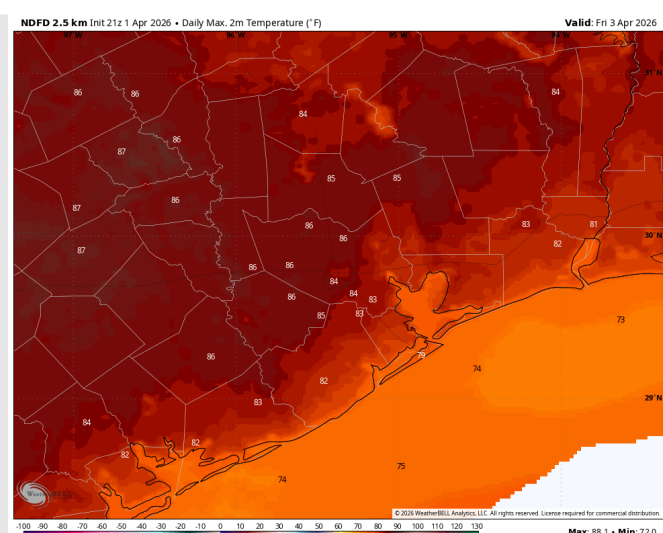 NDFD 2.5 km Init 21z 1 Apr 2026 • Daily Max. 2m Temperature (°F) Valid: Fri 3 Apr 2026
97°W 96°W 95°W 94°W
31°N
86 86 84
84
86
87
85 85
86
87
86 83 81
30°N
86 82
87
86 86
84
86 84 83
85 83
73
86 79
74
82
29°N
83
84
82
82
75
74
© 2026 WeatherBELL Analytics, LLC. All rights reserved. License required for commercial distribution.
-100 -90 -80 -70 -60 -50 -40 -30 -20 -10 0 10 20 30 40 50 60 70 80 90 100 110 120 130
Max: 88.1 • Min: 72.0